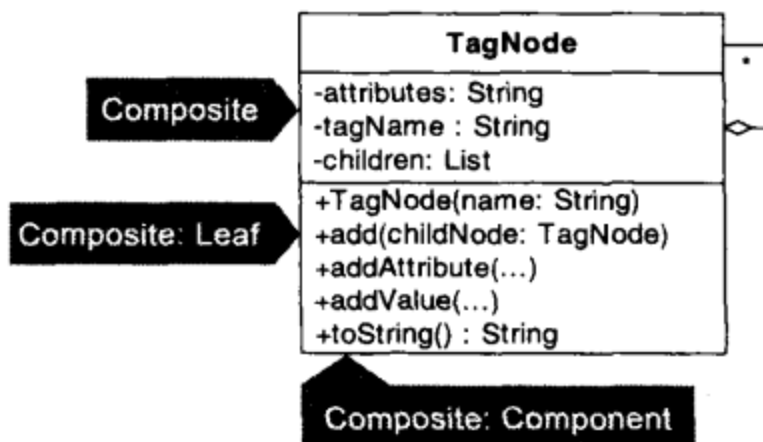 TagNode
*
Composite
-attributes: String
-tagName : String
-children: List
Composite: Leaf
+TagNode(name: String)
+add(childNode: TagNode)
+addAttribute(...)
+addValue(...)
+toString() : String
Composite: Component